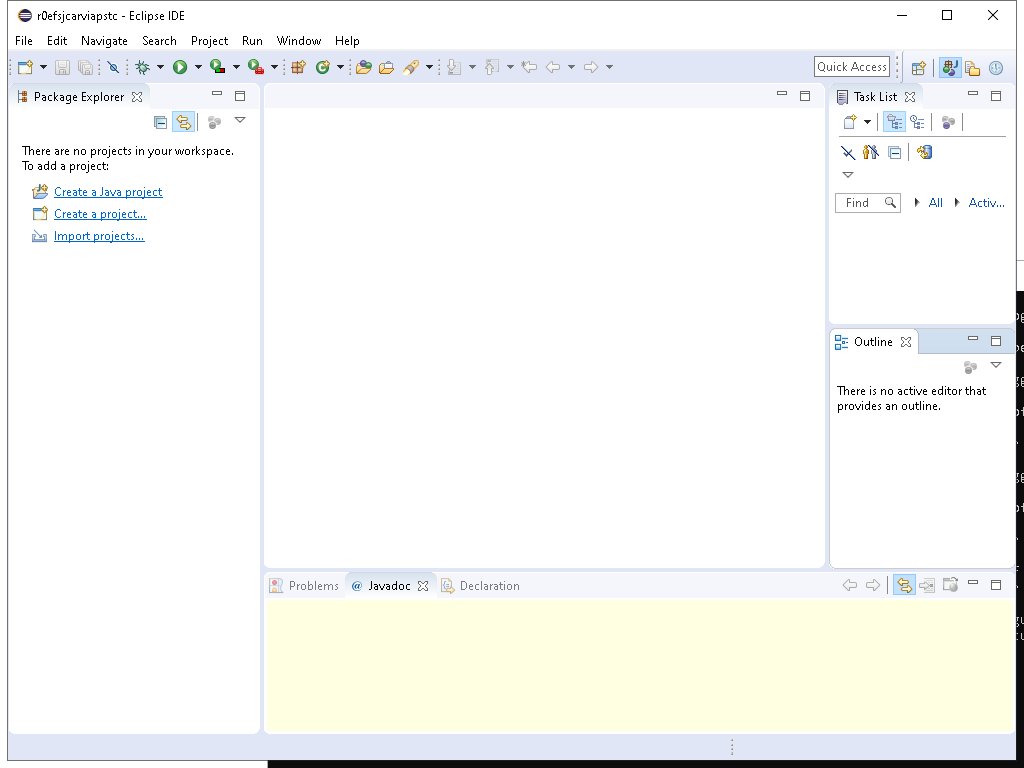 r0efsjcarviapstc - Eclipse IDE
File Edit Navigate Search Project Run Window Help
Quick Access
Package Explorer
Task List
There are no projects in your workspace.
To add a project:
Create a Java project
Create a project...
Import projects...
Find All Activ...
Outline
There is no active editor that
provides an outline.
Problems @ Javadoc Declaration